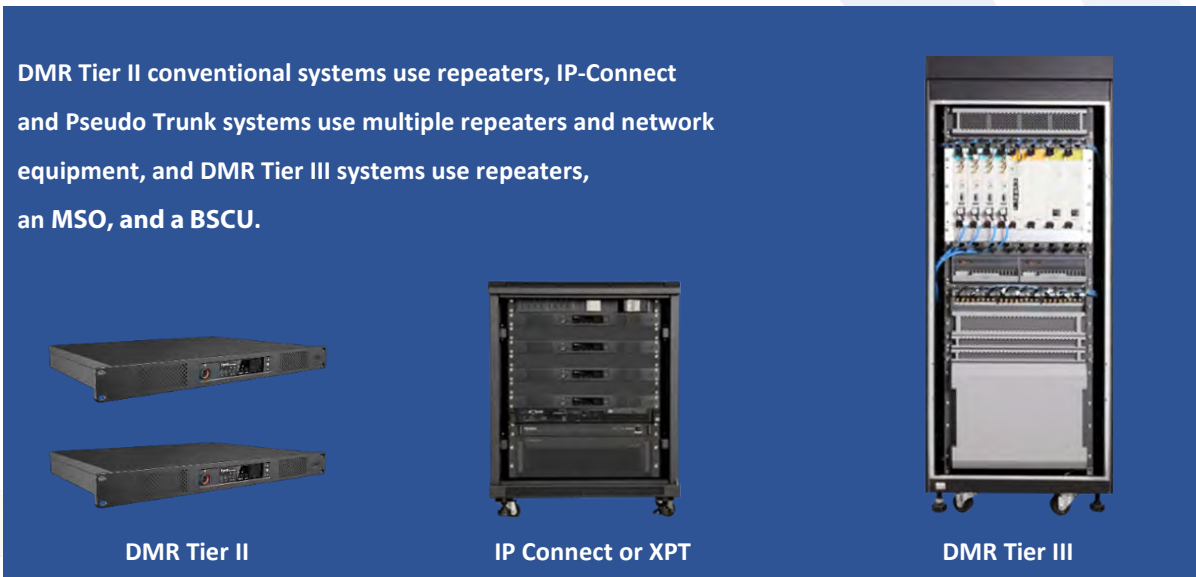 DMR Tier II conventional systems use repeaters, IP-Connect
and Pseudo Trunk systems use multiple repeaters and network
equipment, and DMR Tier III systems use repeaters,
an MSO, and a BSCU.
DMR Tier II
IP Connect or XPT
DMR Tier III